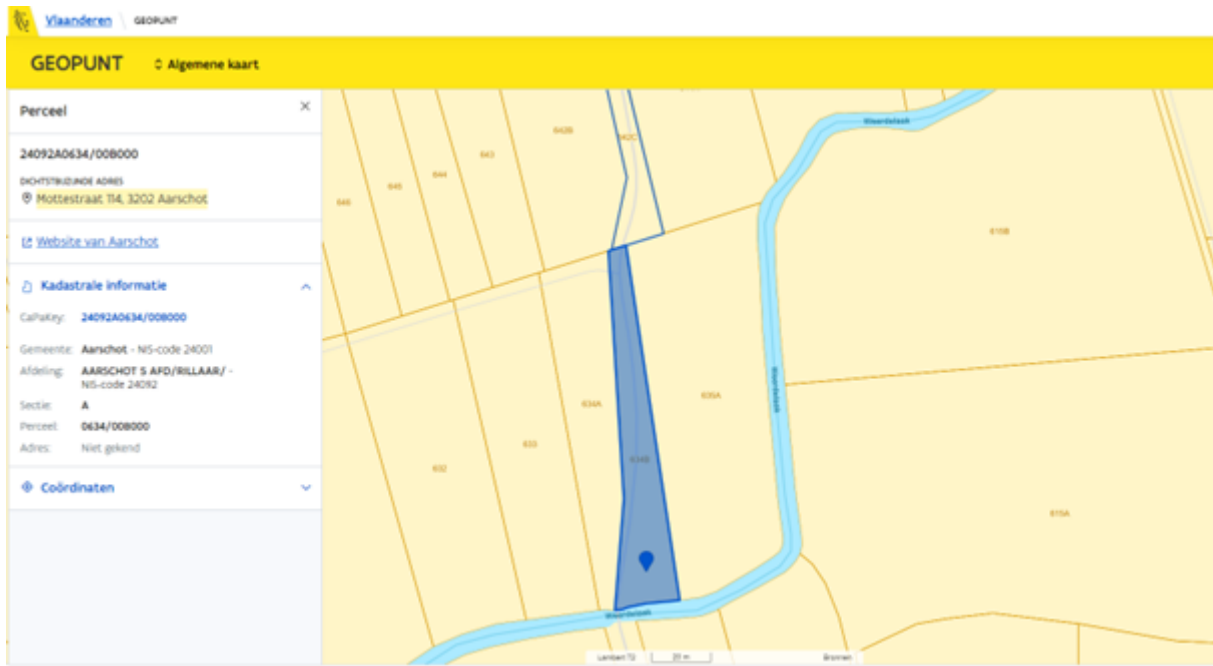 Vlaanderen GEOPUNT
GEOPUNT Algemene kaart
Perceel
24092A0634/00B000
DICHTSTBIJZIJNDE ADRES
Mottestraat 114, 3202 Aarschot
Website van Aarschot
Kadastrale informatie
CaPaKey: 24092A0634/00B000
Gemeente: Aarschot - NIS-code 24001
Afdeling: AARSCHOT 5 AFD/RILLAAR/ -
NIS-code 24092
Sectie: A
Perceel: 0634/00B000
Adres: Niet gekend
Coördinaten
642B
642C
643
644
645
646
615B
634A
635A
633
634B
632
615A
Lambert 72 20 m Bronnen